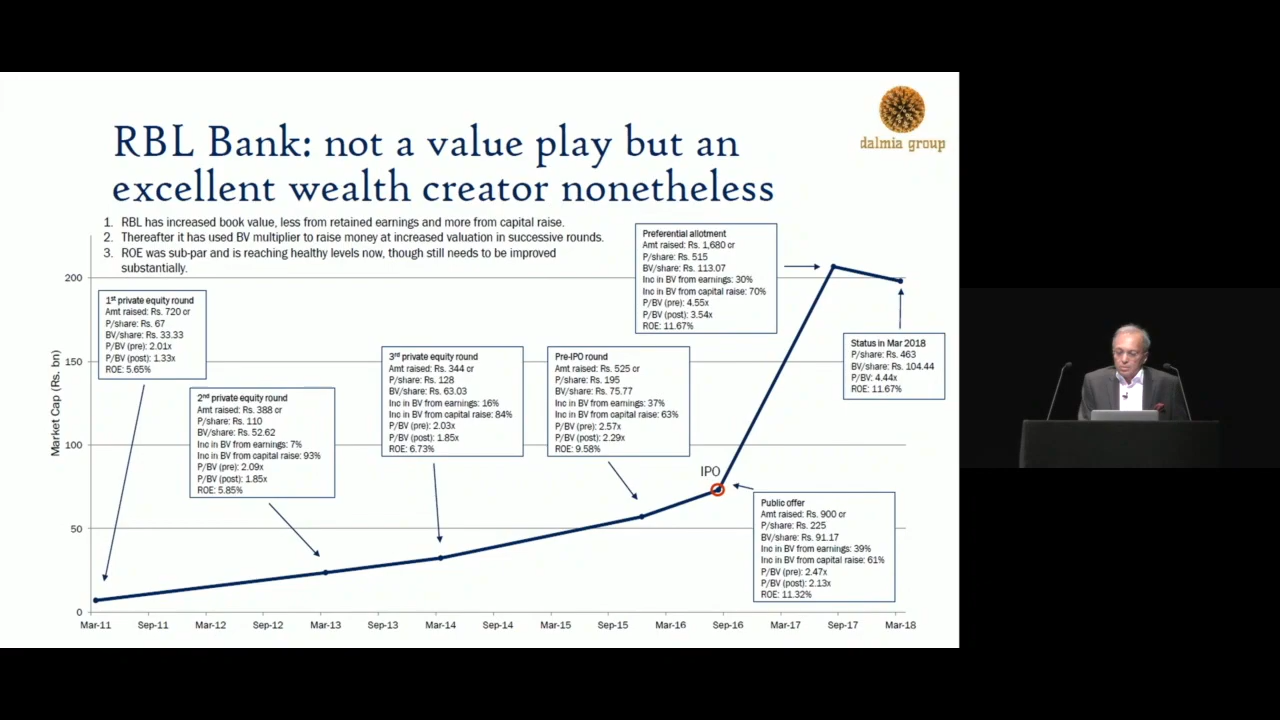 dalmia group
RBL Bank: not a value play but an
excellent wealth creator nonetheless
1. RBL has increased book value, less from retained earnings and more from capital raise.
2. Thereafter it has used BV multiplier to raise money at increased valuation in successive rounds.
3. ROE was sub-par and is reaching healthy levels now, though still needs to be improved
substantially.
Market Cap (Rs. bn)
200
150
100
50
0
1st private equity round
Amt raised: Rs. 720 cr
P/share: Rs. 67
BV/share: Rs. 33.33
P/BV (pre): 2.01x
P/BV (post): 1.33x
ROE: 5.65%
2nd private equity round
Amt raised: Rs. 388 cr
P/share: Rs. 110
BV/share: Rs. 52.62
Inc in BV from earnings: 7%
Inc in BV from capital raise: 93%
P/BV (pre): 2.09x
P/BV (post): 1.85x
ROE: 5.85%
3rd private equity round
Amt raised: Rs. 344 cr
P/share: Rs. 128
BV/share: Rs. 63.03
Inc in BV from earnings: 16%
Inc in BV from capital raise: 84%
P/BV (pre): 2.03x
P/BV (post): 1.85x
ROE: 6.73%
Pre-IPO round
Amt raised: Rs. 525 cr
P/share: Rs. 195
BV/share: Rs. 75.77
Inc in BV from earnings: 37%
Inc in BV from capital raise: 63%
P/BV (pre): 2.57x
P/BV (post): 2.29x
ROE: 9.58%
Preferential allotment
Amt raised: Rs. 1,680 cr
P/share: Rs. 515
BV/share: Rs. 113.07
Inc in BV from earnings: 30%
Inc in BV from capital raise: 70%
P/BV (pre): 4.55x
P/BV (post): 3.54x
ROE: 11.67%
Status in Mar 2018
P/share: Rs. 463
BV/share: Rs. 104.44
P/BV: 4.44x
ROE: 11.67%
IPO
Public offer
Amt raised: Rs. 900 cr
P/share: Rs. 225
BV/share: Rs. 91.17
Inc in BV from earnings: 39%
Inc in BV from capital raise: 61%
P/BV (pre): 2.47x
P/BV (post): 2.13x
ROE: 11.32%
Mar-11 Sep-11 Mar-12 Sep-12 Mar-13 Sep-13 Mar-14 Sep-14 Mar-15 Sep-15 Mar-16 Sep-16 Mar-17 Sep-17 Mar-18